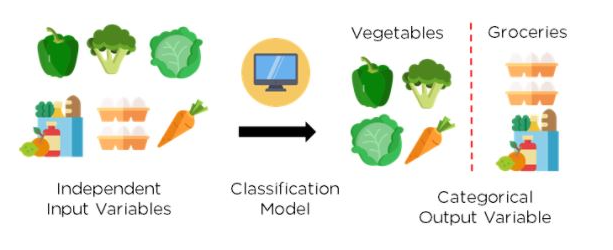 Vegetables
Groceries
Independent
Input Variables
Classification
Model
Categorical
Output Variable